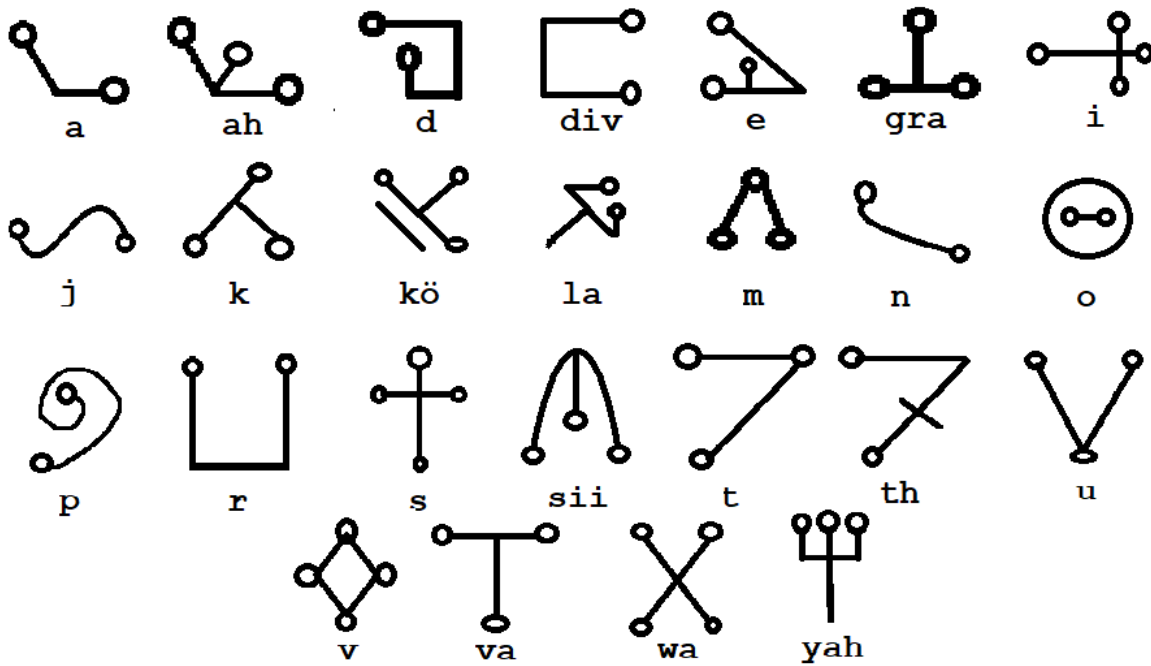 a ah d div e gra i
j k kö la m n o
p r s sii t th u
v va wa yah